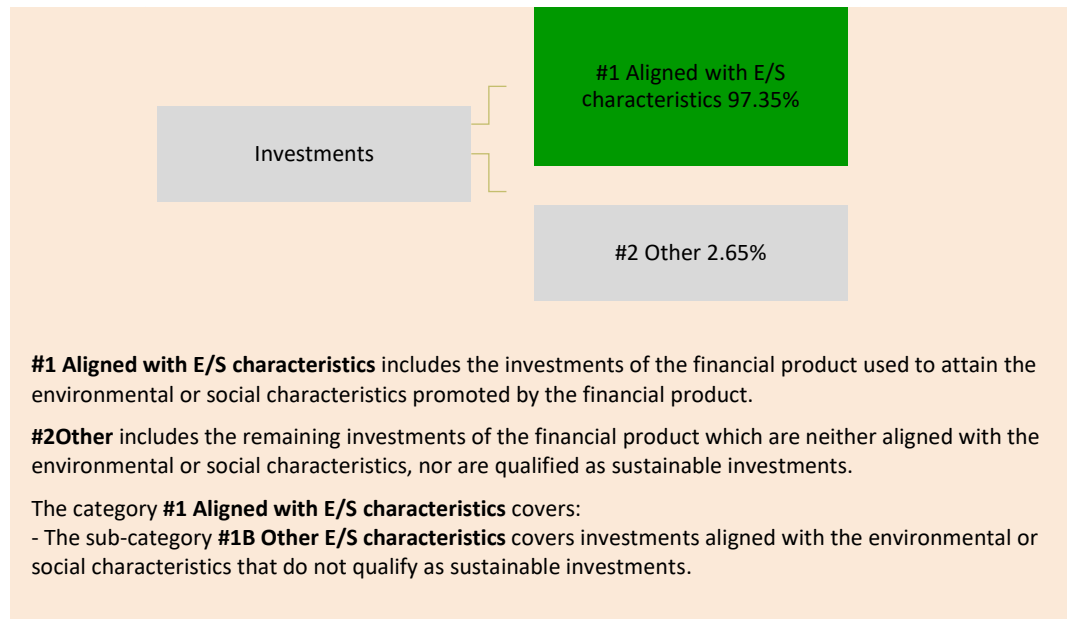 #1 Aligned with E/S
characteristics 97.35%
Investments
#2 Other 2.65%
#1 Aligned with E/S characteristics includes the investments of the financial product used to attain the
environmental or social characteristics promoted by the financial product.
#2Other includes the remaining investments of the financial product which are neither aligned with the
environmental or social characteristics, nor are qualified as sustainable investments.
The category #1 Aligned with E/S characteristics covers:
- The sub-category #1B Other E/S characteristics covers investments aligned with the environmental or
social characteristics that do not qualify as sustainable investments.